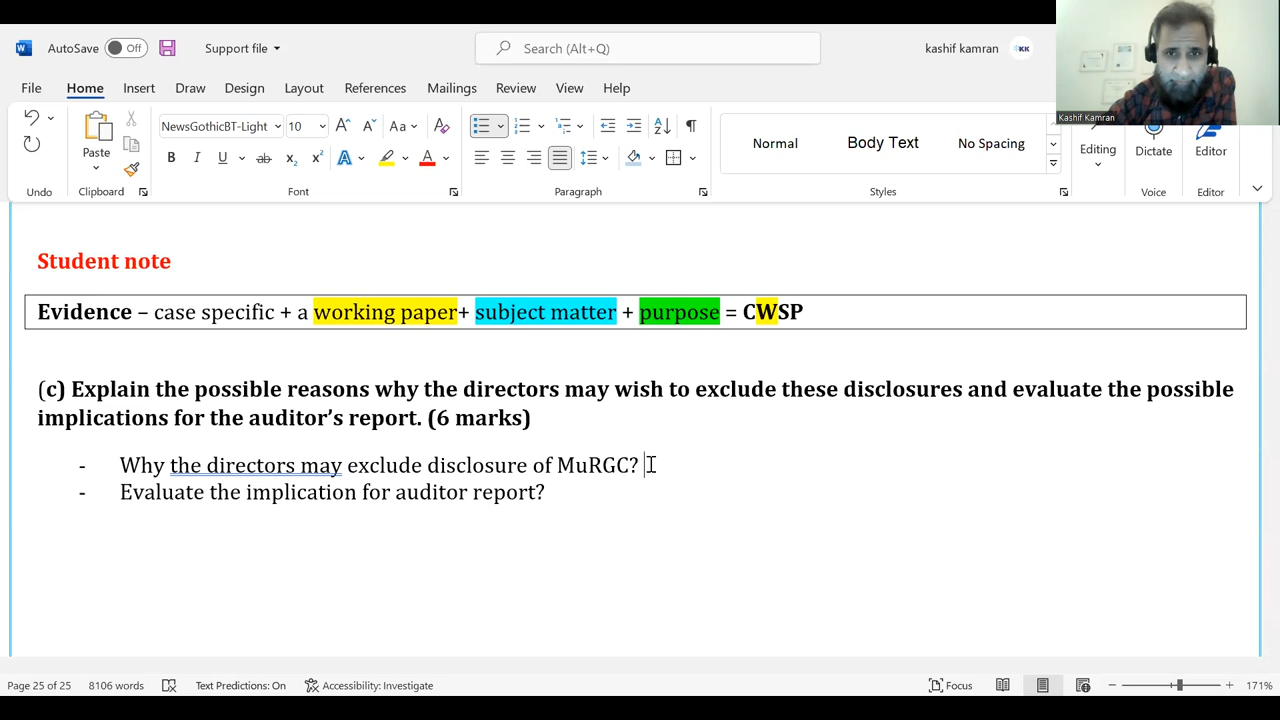 AutoSave Off Support file Search (Alt+Q) kashif kamran KK
File Home Insert Draw Design Layout References Mailings Review View Help
Kashif Kamran
NewsGothicBT-Light 10 Aa A
Paste B I U ab x₂ x² A A Normal Body Text No Spacing Editing Dictate Editor
Undo Clipboard Font Paragraph Styles Voice Editor
Student note
Evidence – case specific + a working paper+ subject matter + purpose = CWSP
(c) Explain the possible reasons why the directors may wish to exclude these disclosures and evaluate the possible
implications for the auditor’s report. (6 marks)
- Why the directors may exclude disclosure of MuRGC?
- Evaluate the implication for auditor report?
Page 25 of 25 8106 words Text Predictions: On Accessibility: Investigate Focus 171%